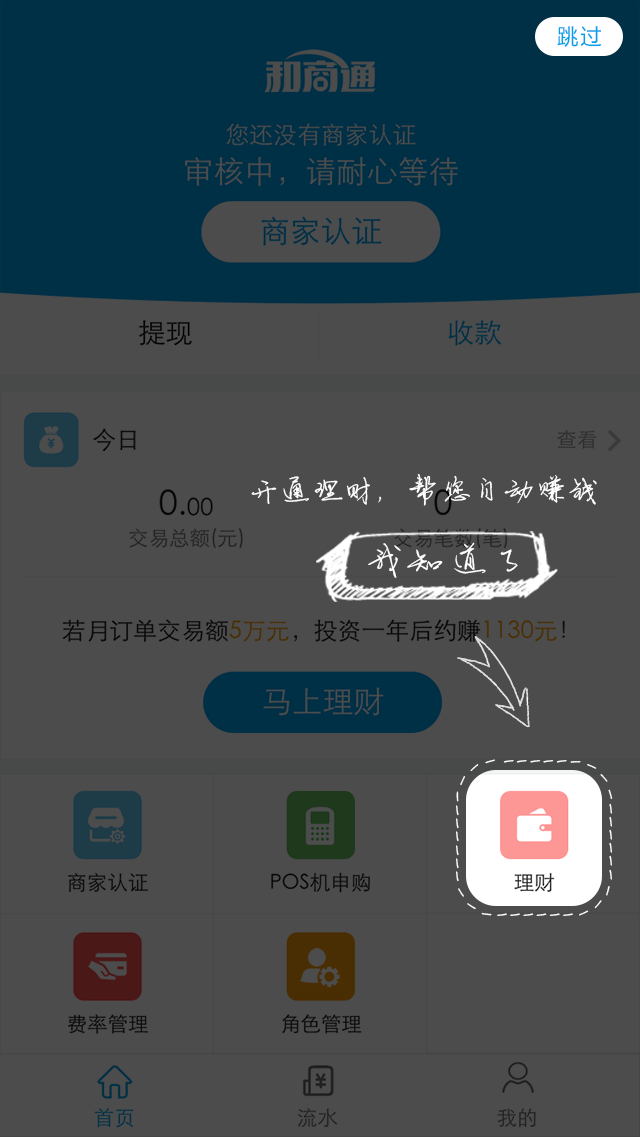 跳过
和商通
您还没有商家认证
审核中，请耐心等待
商家认证
提现
收款
今日
查看
开通理财，帮您自动赚钱
0.00
0
交易总额(元)
交易笔数(笔)
我知道了
若月订单交易额5万元，投资一年后约赚1130元！
马上理财
商家认证
POS机申购
理财
费率管理
角色管理
首页
流水
我的